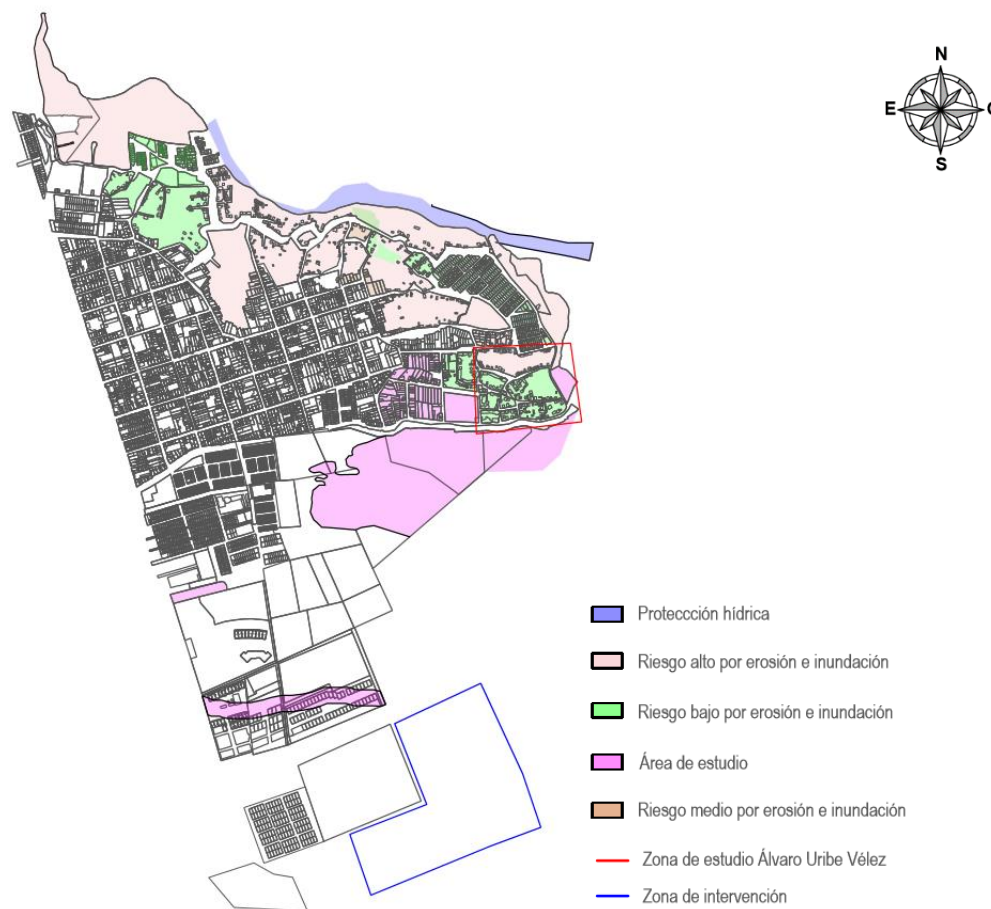 N
E
O
S
Proteccción hídrica
Riesgo alto por erosión e inundación
Riesgo bajo por erosión e inundación
Área de estudio
Riesgo medio por erosión e inundación
Zona de estudio Álvaro Uribe Vélez
Zona de intervención